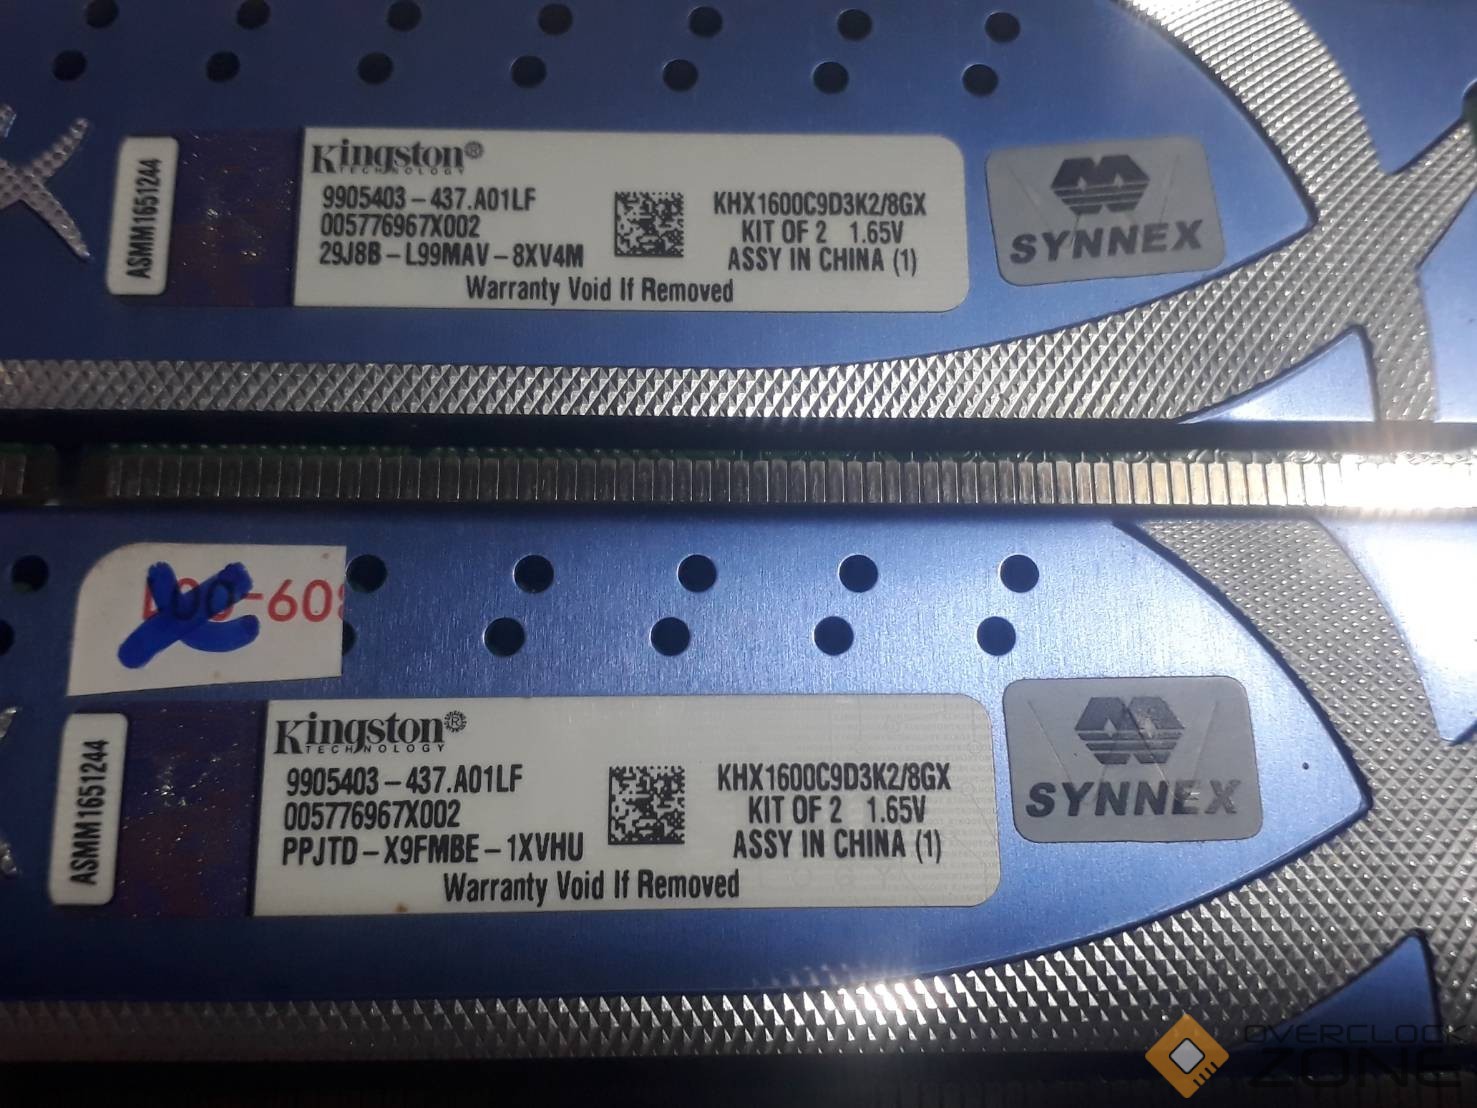 ASMM1651244
Kingston®
TECHNOLOGY
9905403-437.A01LF
005776967X002
29J8B-L99MAV-8XV4M
KHX1600C9D3K2/8GX
KIT OF 2 1.65V
ASSY IN CHINA (1)
Warranty Void If Removed
SYNNEX
ASMM1651244
Kingston®
TECHNOLOGY
9905403-437.A01LF
005776967X002
PPJTD-X9FMBE-1XVHU
KHX1600C9D3K2/8GX
KIT OF 2 1.65V
ASSY IN CHINA (1)
Warranty Void If Removed
SYNNEX
OVERCLOCK
ZONE